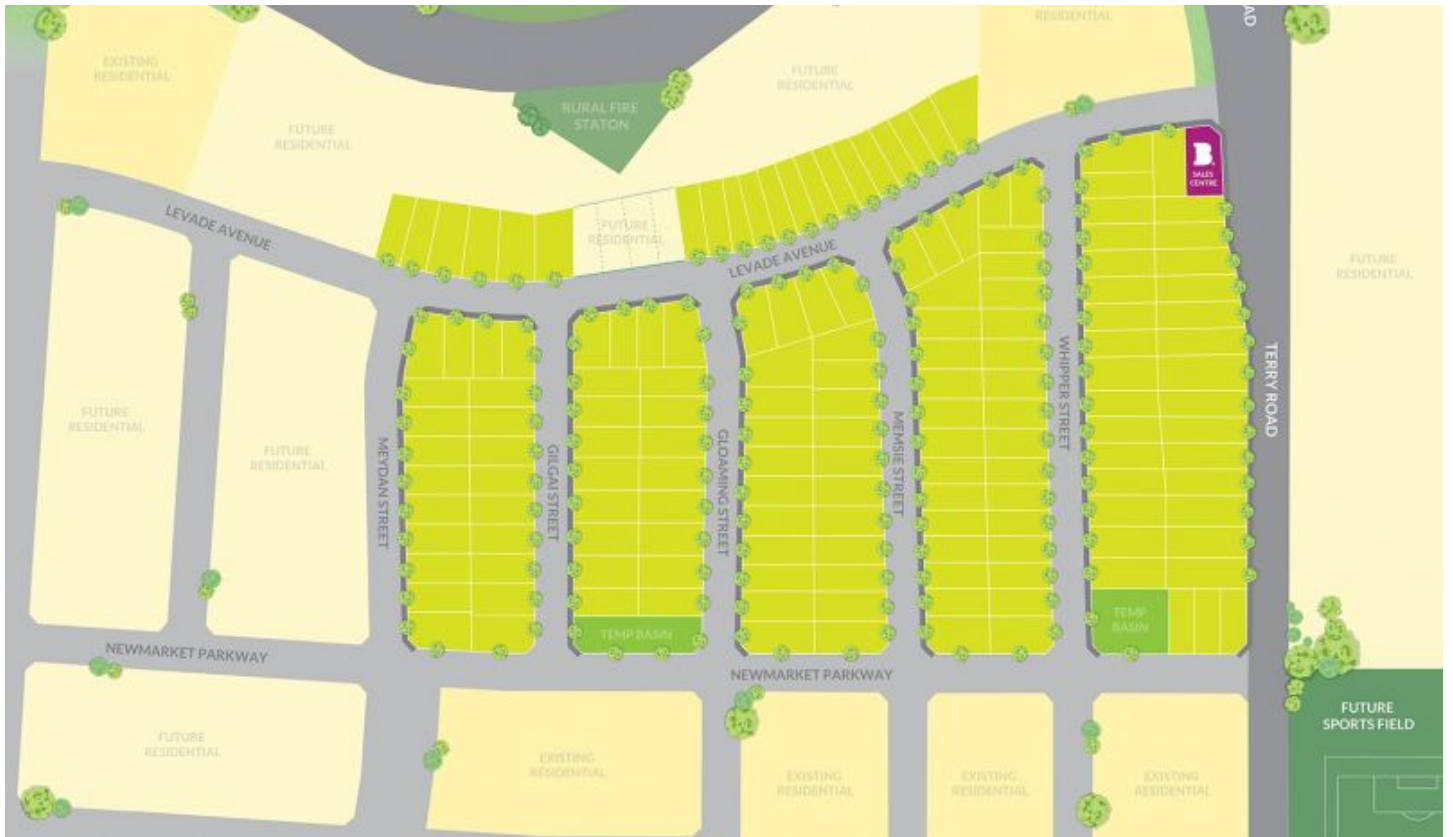 AD
RESIDENTIAL
EXISTING
RESIDENTIAL
FUTURE
RESIDENTIAL
RURAL FIRE
STATON
FUTURE
RESIDENTIAL
B
SALES
CENTRE
LEVADE AVENUE
FUTURE
RESIDENTIAL
LEVADE AVENUE
FUTURE
RESIDENTIAL
FUTURE
RESIDENTIAL
FUTURE
RESIDENTIAL
MEYDAN STREET
GILGAI STREET
GLOAMING STREET
MEMSIE STREET
WHIPPER STREET
TERRY ROAD
TEMP BASIN
TEMP
BASIN
NEWMARKET PARKWAY
NEWMARKET PARKWAY
FUTURE
RESIDENTIAL
EXISTING
RESIDENTIAL
EXISTING
RESIDENTIAL
EXISTING
RESIDENTIAL
EXISTING
RESIDENTIAL
FUTURE
SPORTS FIELD